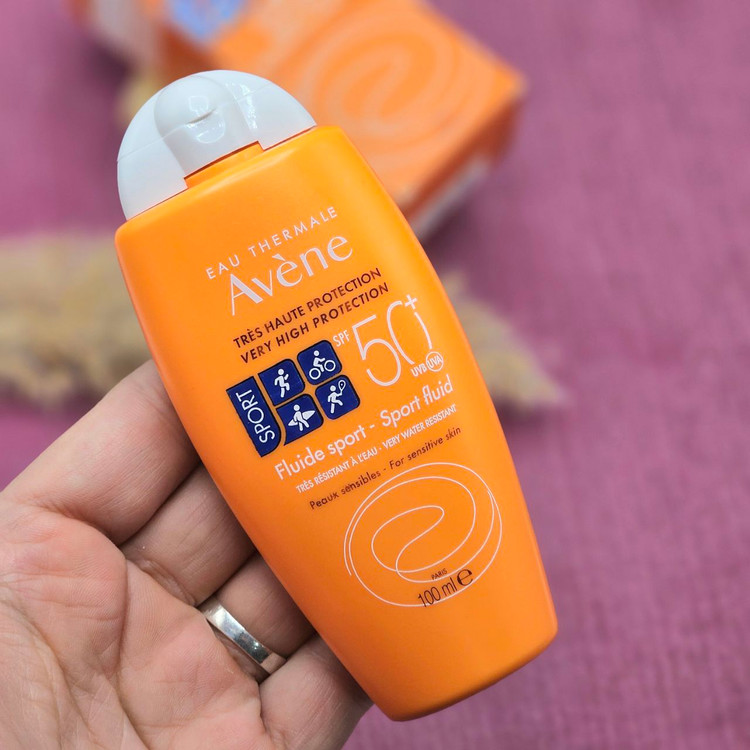 EAU THERMALE
Avène
TRÈS HAUTE PROTECTION
VERY HIGH PROTECTION
SPF 50+
UVB UVA
SPORT
Fluide sport - Sport fluid
TRÈS RÉSISTANT À L'EAU - VERY WATER RESISTANT
Peaux sensibles - For sensitive skin
PARIS
100 ml e